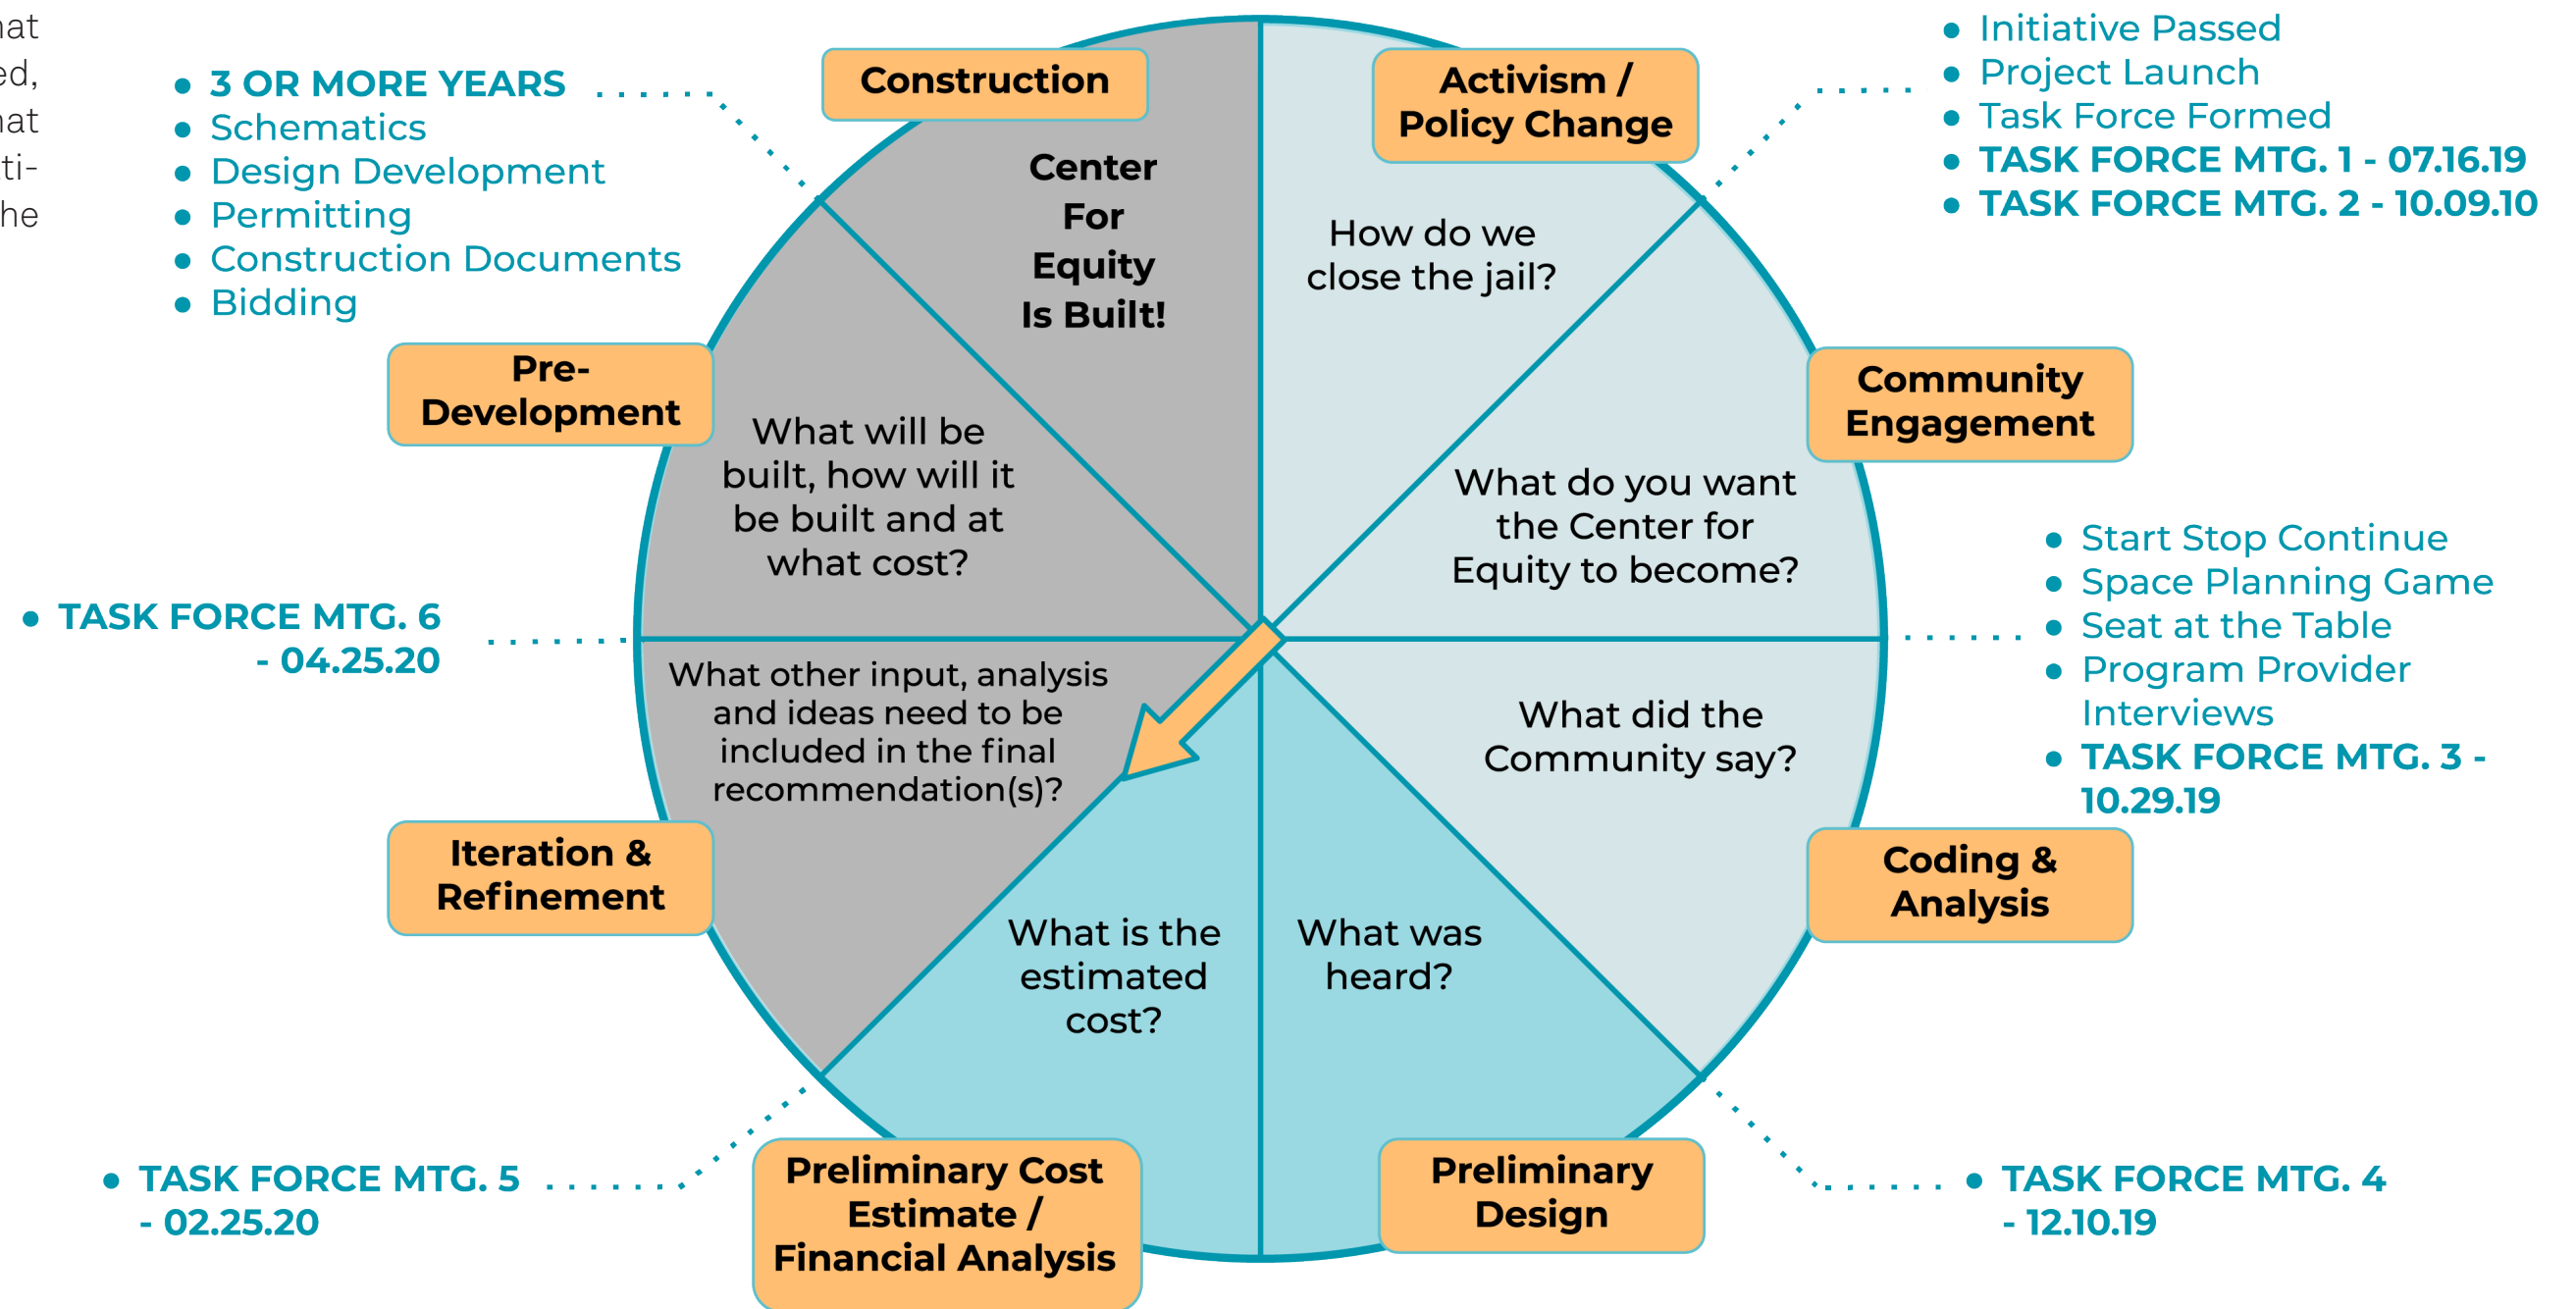 3 OR MORE YEARS
Schematics
Design Development
Permitting
Construction Documents
Bidding
Construction
Center
For
Equity
Is Built!
Activism /
Policy Change
How do we
close the jail?
Initiative Passed
Project Launch
Task Force Formed
TASK FORCE MTG. 1 - 07.16.19
TASK FORCE MTG. 2 - 10.09.10
Pre-
Development
What will be
built, how will it
be built and at
what cost?
Community
Engagement
What do you want
the Center for
Equity to become?
Start Stop Continue
Space Planning Game
Seat at the Table
Program Provider
Interviews
TASK FORCE MTG. 3 -
10.29.19
TASK FORCE MTG. 6
- 04.25.20
What other input, analysis
and ideas need to be
included in the final
recommendation(s)?
What did the
Community say?
Iteration &
Refinement
Coding &
Analysis
What is the
estimated
cost?
What was
heard?
TASK FORCE MTG. 5
- 02.25.20
Preliminary Cost
Estimate /
Financial Analysis
Preliminary
Design
TASK FORCE MTG. 4
- 12.10.19